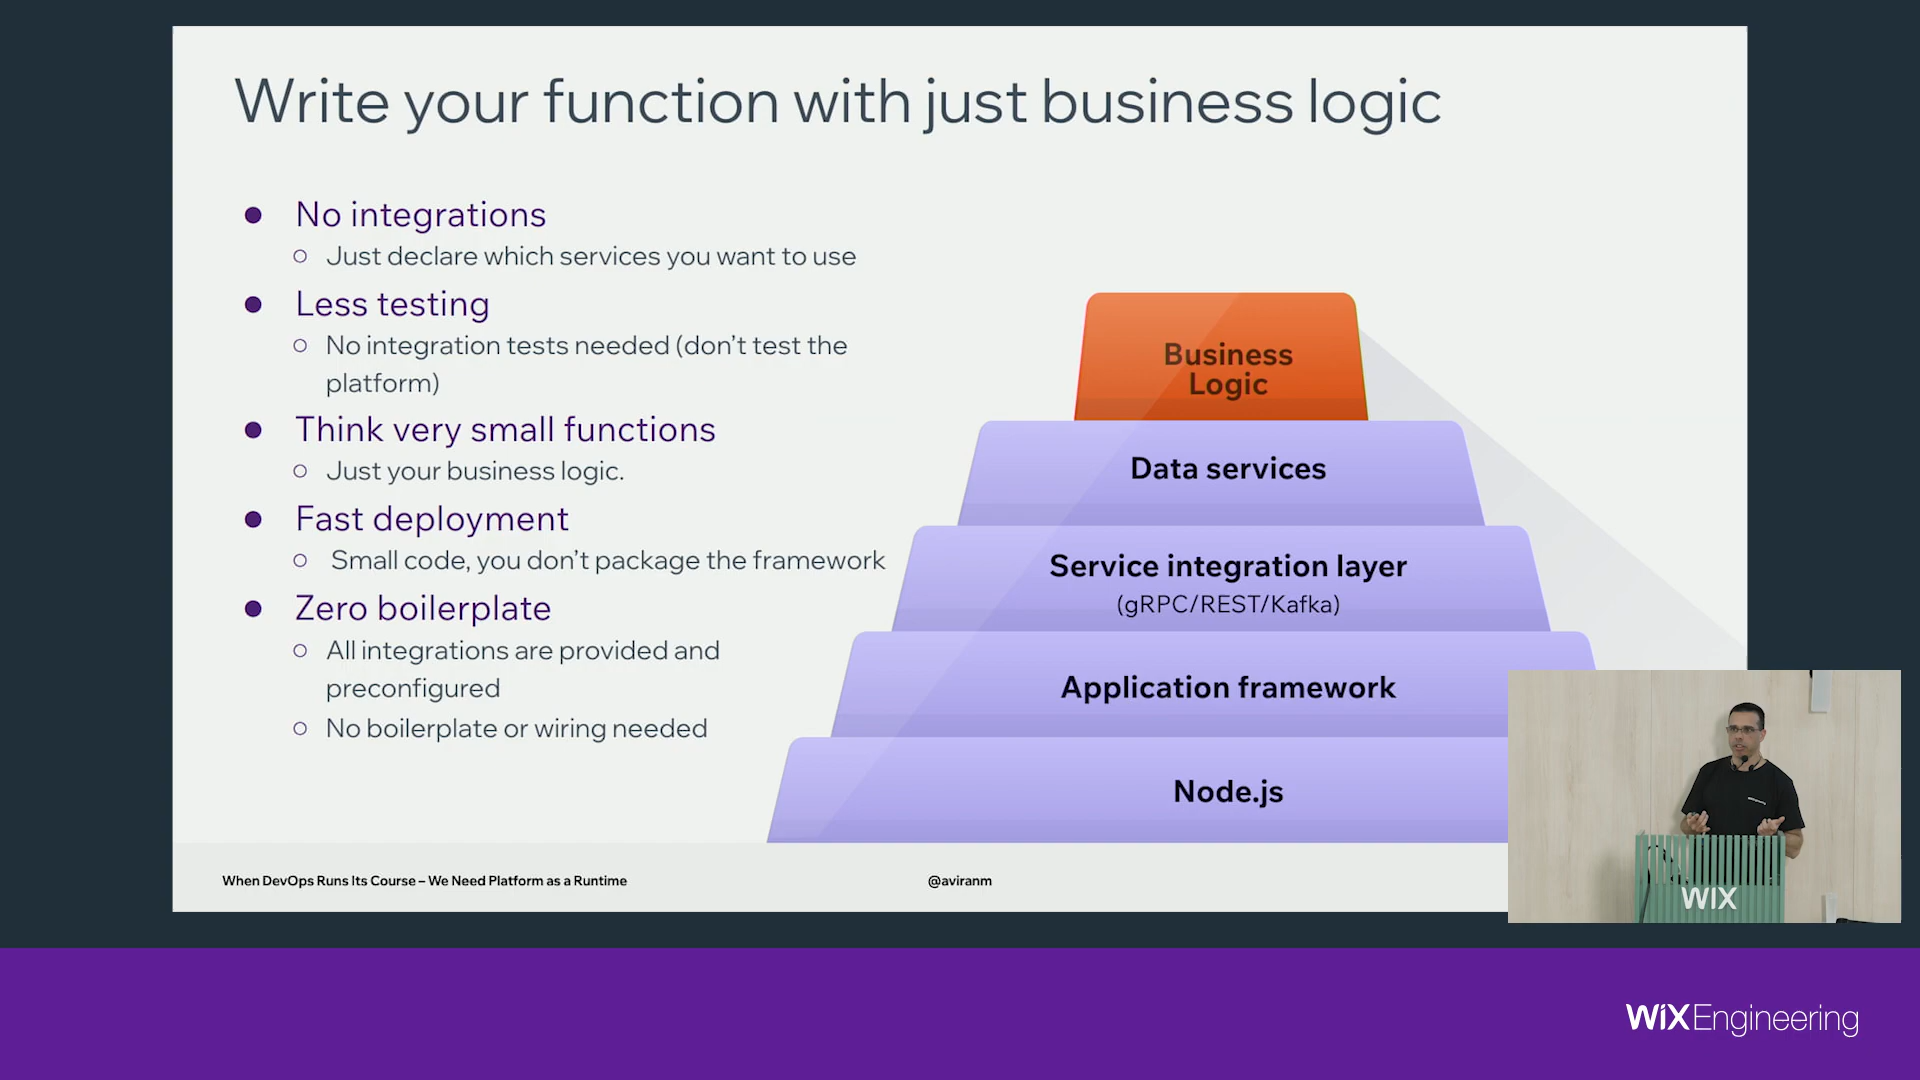 Write your function with just business logic
● No integrations
○ Just declare which services you want to use
● Less testing
○ No integration tests needed (don't test the
platform)
● Think very small functions
○ Just your business logic.
● Fast deployment
○ Small code, you don't package the framework
● Zero boilerplate
○ All integrations are provided and
preconfigured
○ No boilerplate or wiring needed
Business
Logic
Data services
Service integration layer
(gRPC/REST/Kafka)
Application framework
Node.js
When DevOps Runs Its Course – We Need Platform as a Runtime
@aviranm
WIX
WiX Engineering